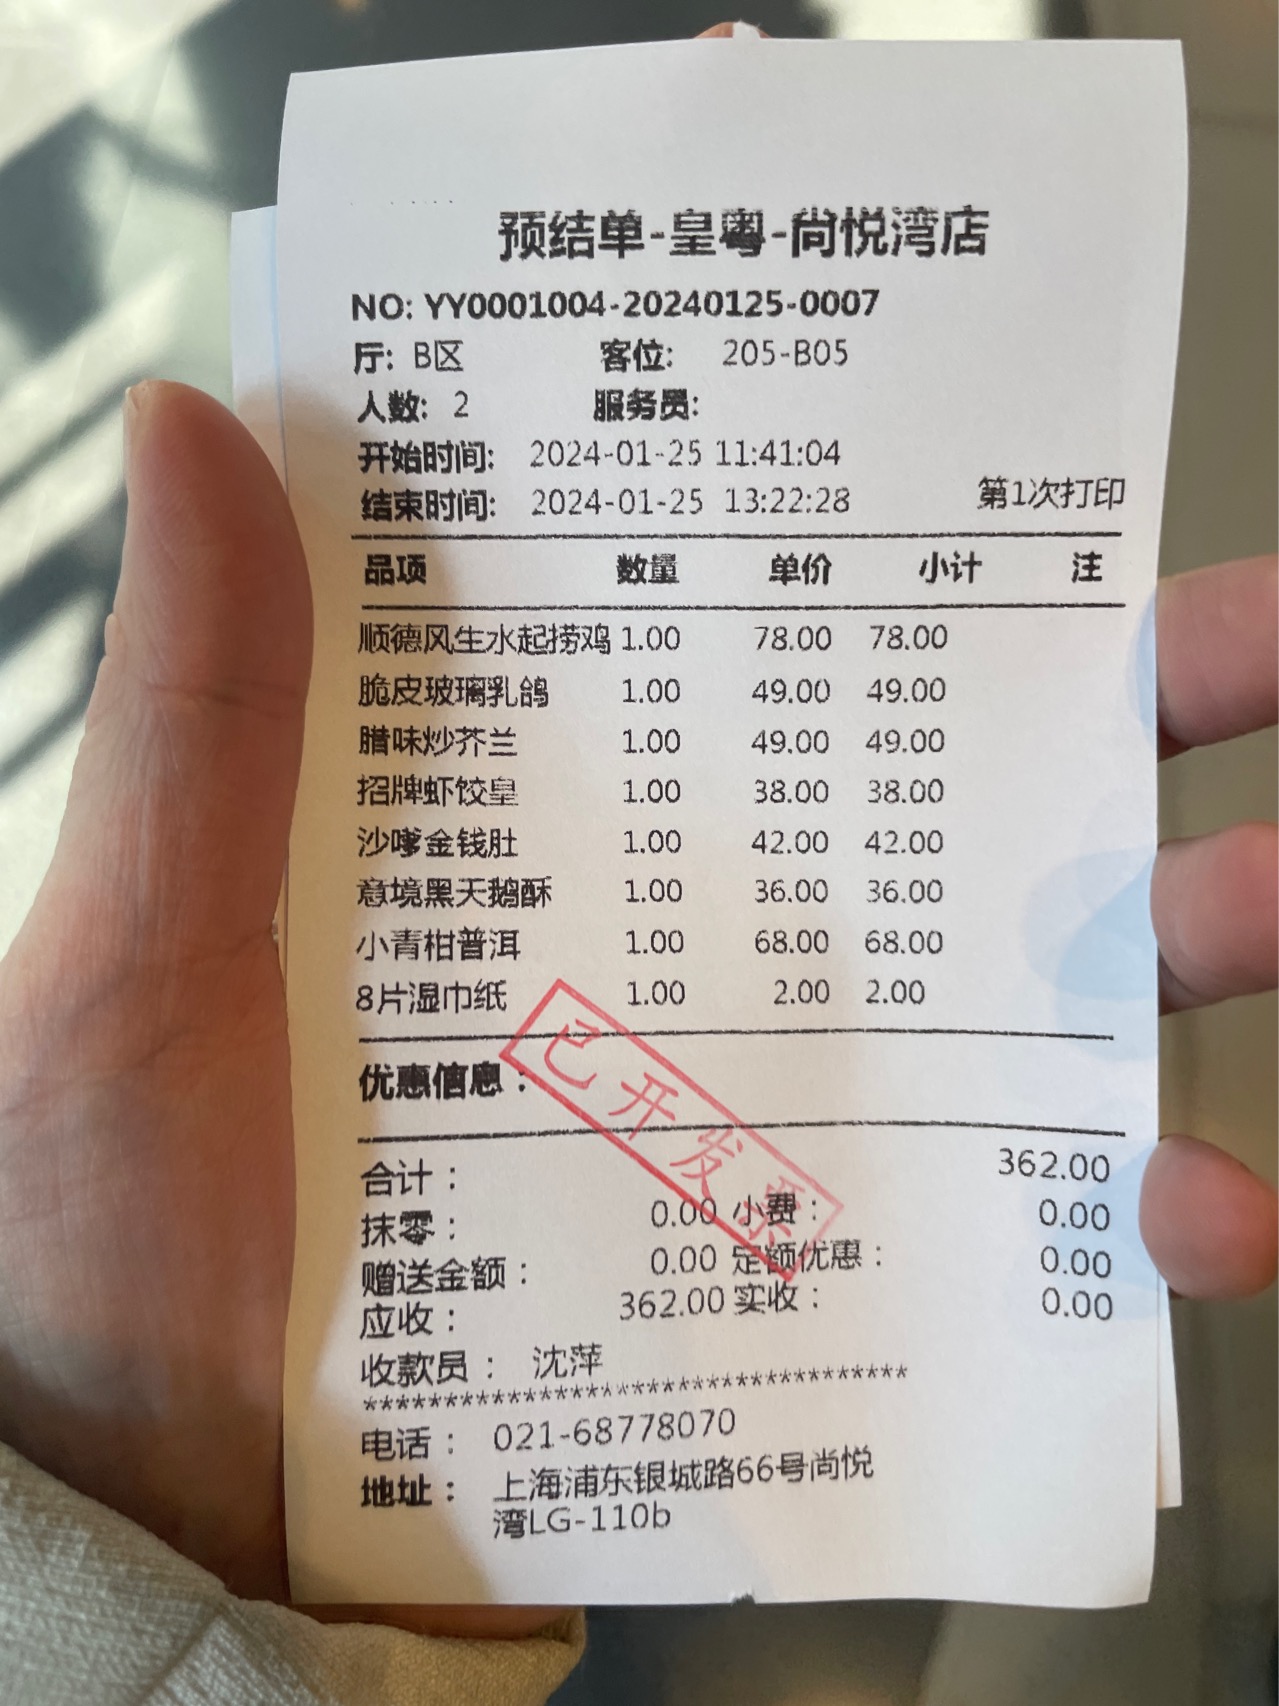 预结单-皇粤-尚悦湾店
NO: YY0001004-20240125-0007
厅: B区 客位: 205-B05
人数: 2 服务员:
开始时间: 2024-01-25 11:41:04
结束时间: 2024-01-25 13:22:28 第1次打印
品项 数量 单价 小计 注
顺德风生水起捞鸡 1.00 78.00 78.00
脆皮玻璃乳鸽 1.00 49.00 49.00
腊味炒芥兰 1.00 49.00 49.00
招牌虾饺皇 1.00 38.00 38.00
沙嗲金钱肚 1.00 42.00 42.00
意境黑天鹅酥 1.00 36.00 36.00
小青柑普洱 1.00 68.00 68.00
8片湿巾纸 1.00 2.00 2.00
已开发票
优惠信息：
合计： 362.00
抹零： 0.00 小费： 0.00
赠送金额： 0.00 定额优惠： 0.00
应收： 362.00 实收： 0.00
收款员： 沈萍
***********************************
电话： 021-68778070
地址： 上海浦东银城路66号尚悦
湾LG-110b